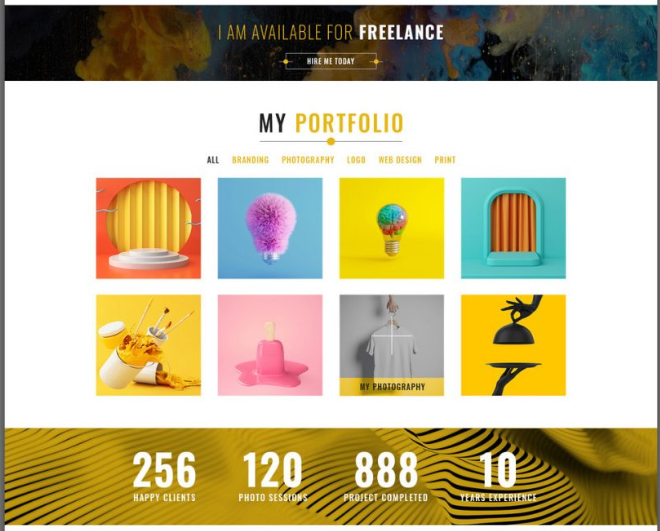 I AM AVAILABLE FOR FREELANCE
HIRE ME TODAY
MY PORTFOLIO
ALL BRANDING PHOTOGRAPHY LOGO WEB DESIGN PRINT
MY PHOTOGRAPHY
256 120 888 10
HAPPY CLIENTS PHOTO SESSIONS PROJECT COMPLETED YEARS EXPERIENCE